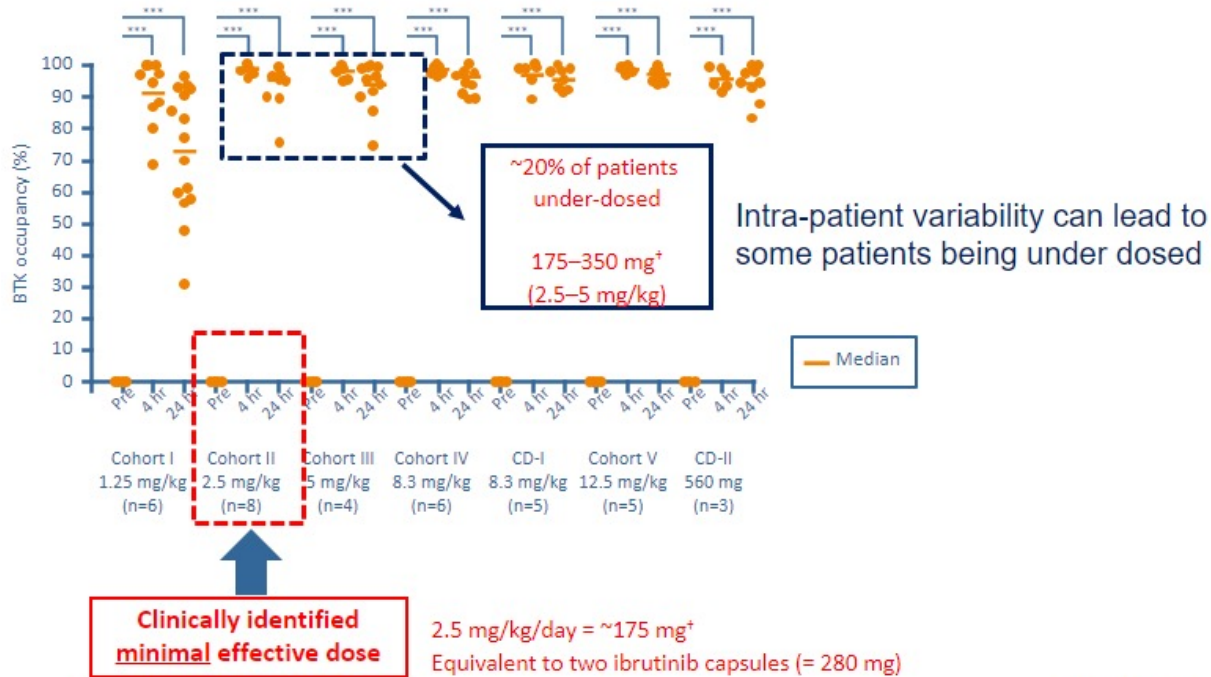 *** *** *** *** *** *** ***
*** *** *** *** *** *** ***
BTK occupancy (%)
100
90
80
70
60
50
40
30
20
10
0
~20% of patients
under-dosed
175–350 mg†
(2.5–5 mg/kg)
Intra-patient variability can lead to
some patients being under dosed
Median
Pre 4 hr 24 hr Pre 4 hr 24 hr Pre 4 hr 24 hr Pre 4 hr 24 hr Pre 4 hr 24 hr Pre 4 hr 24 hr Pre 4 hr 24 hr
Cohort I Cohort II Cohort III Cohort IV CD-I Cohort V CD-II
1.25 mg/kg 2.5 mg/kg 5 mg/kg 8.3 mg/kg 8.3 mg/kg 12.5 mg/kg 560 mg
(n=6) (n=8) (n=4) (n=6) (n=5) (n=5) (n=3)
Clinically identified
minimal effective dose
2.5 mg/kg/day = ~175 mg†
Equivalent to two ibrutinib capsules (= 280 mg)